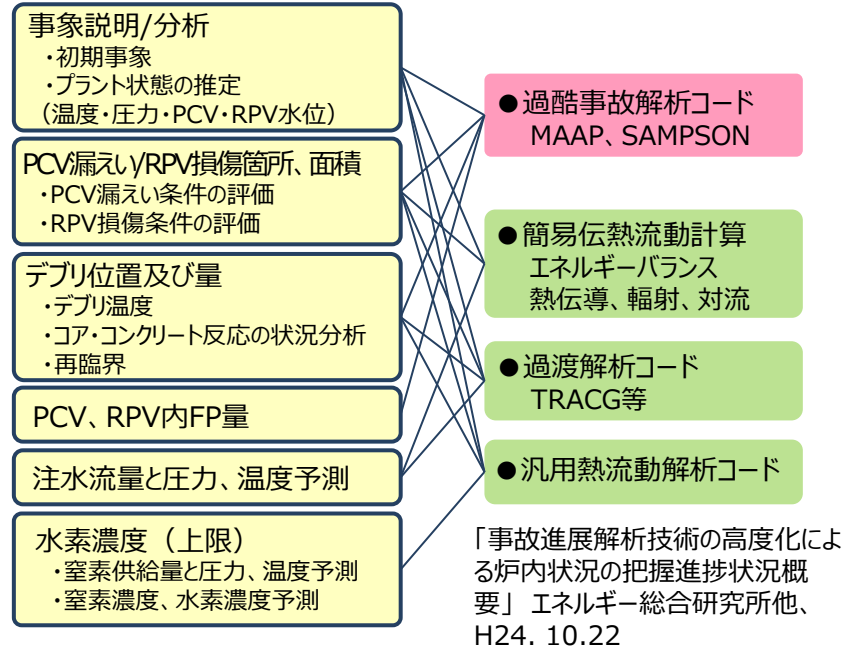 事象説明/分析
・初期事象
・プラント状態の推定
（温度・圧力・PCV・RPV水位）
PCV漏えい/RPV損傷箇所、面積
・PCV漏えい条件の評価
・RPV損傷条件の評価
デブリ位置及び量
・デブリ温度
・コア・コンクリート反応の状況分析
・再臨界
PCV、RPV内FP量
注水流量と圧力、温度予測
水素濃度（上限）
・窒素供給量と圧力、温度予測
・窒素濃度、水素濃度予測
●過酷事故解析コード
MAAP、SAMPSON
●簡易伝熱流動計算
エネルギーバランス
熱伝導、輻射、対流
●過渡解析コード
TRACG等
●汎用熱流動解析コード
「事故進展解析技術の高度化によ
る炉内状況の把握進捗状況概
要」 エネルギー総合研究所他、
H24. 10.22